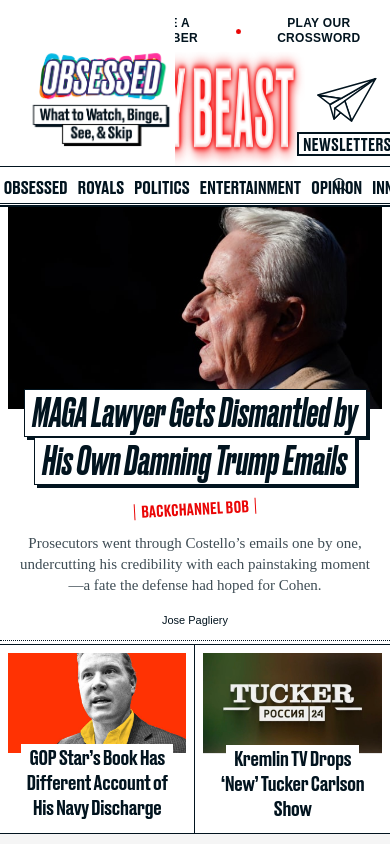 E A
BER
PLAY OUR
CROSSWORD
OBSESSED
What to Watch, Binge,
See, & Skip
Y BEAST
NEWSLETTERS
OBSESSED ROYALS POLITICS ENTERTAINMENT OPINION INN
MAGA Lawyer Gets Dismantled by
His Own Damning Trump Emails
BACKCHANNEL BOB
Prosecutors went through Costello’s emails one by one,
undercutting his credibility with each painstaking moment
—a fate the defense had hoped for Cohen.
Jose Pagliery
GOP Star’s Book Has
Different Account of
His Navy Discharge
TUCKER
РОССИЯ 24
Kremlin TV Drops
‘New’ Tucker Carlson
Show